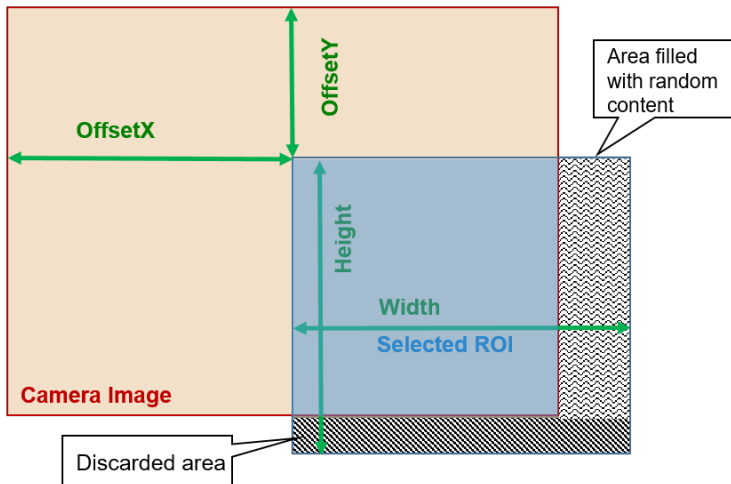 OffsetY
Area filled
with random
content
OffsetX
Height
Width
Selected ROI
Camera Image
Discarded area